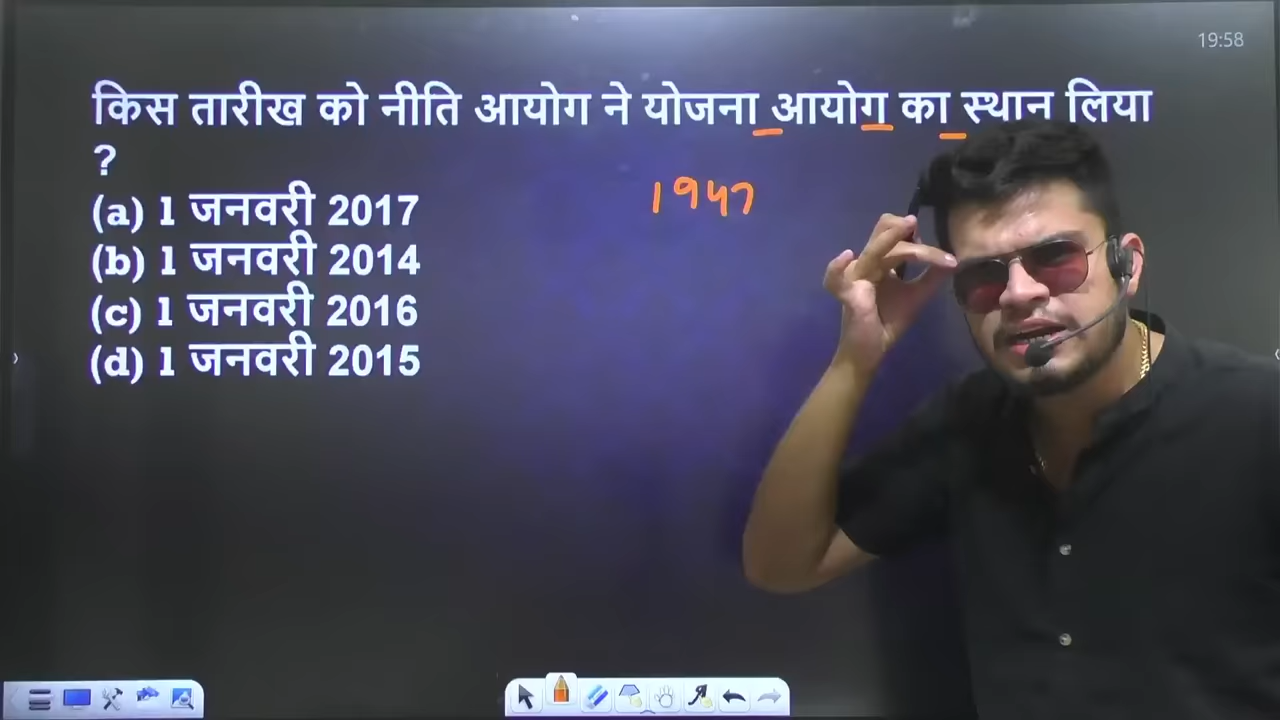 19:58
किस तारीख को नीति आयोग ने योजना आयोग का स्थान लिया
?
1947
(a) 1 जनवरी 2017
(b) 1 जनवरी 2014
(c) 1 जनवरी 2016
(d) 1 जनवरी 2015